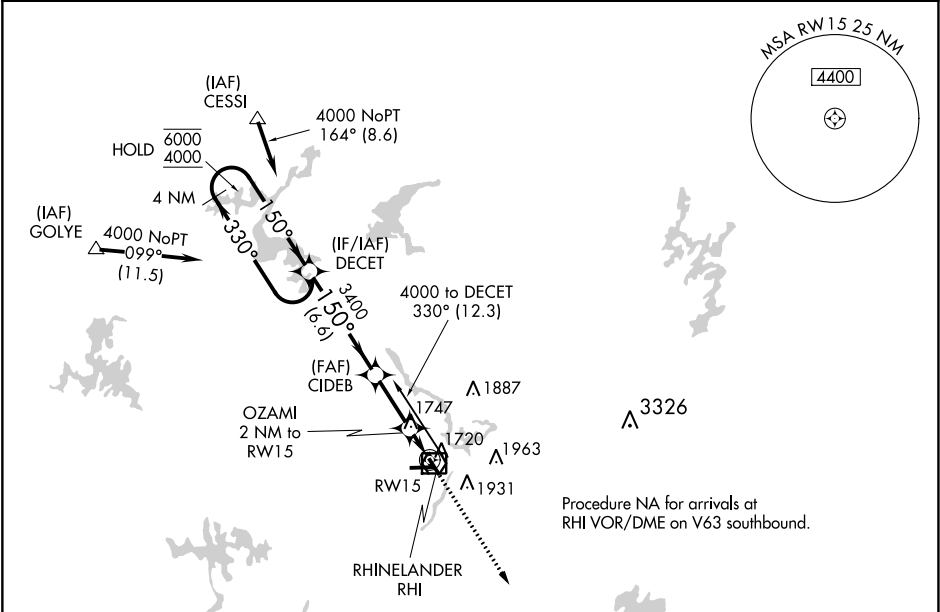 MSA RW15 25 NM
4400
(IAF)
CESSI
4000 NoPT
164° (8.6)
HOLD
6000
4000
4 NM
150°
330°
(IAF)
GOLYE
4000 NoPT
099°
(11.5)
(IF/IAF)
DECET
3400
150°
(6.6)
4000 to DECET
330° (12.3)
(FAF)
CIDEB
1887
1747
3326
OZAMI
2 NM to
RW15
1720
1963
RW15
1931
Procedure NA for arrivals at
RHI VOR/DME on V63 southbound.
RHINELANDER
RHI